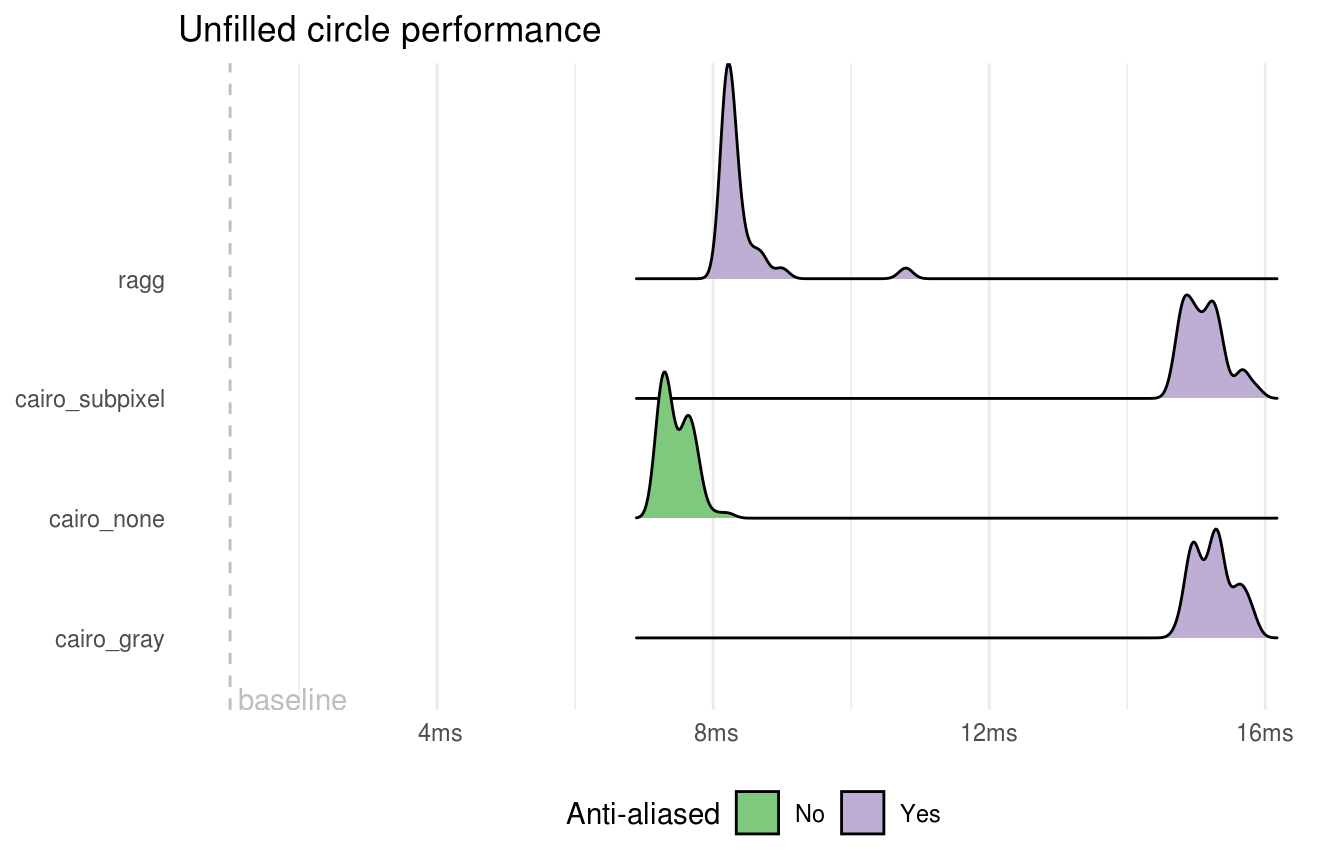 Unfilled circle performance
ragg
cairo_subpixel
cairo_none
cairo_gray
baseline
4ms 8ms 12ms 16ms
Anti-aliased No Yes